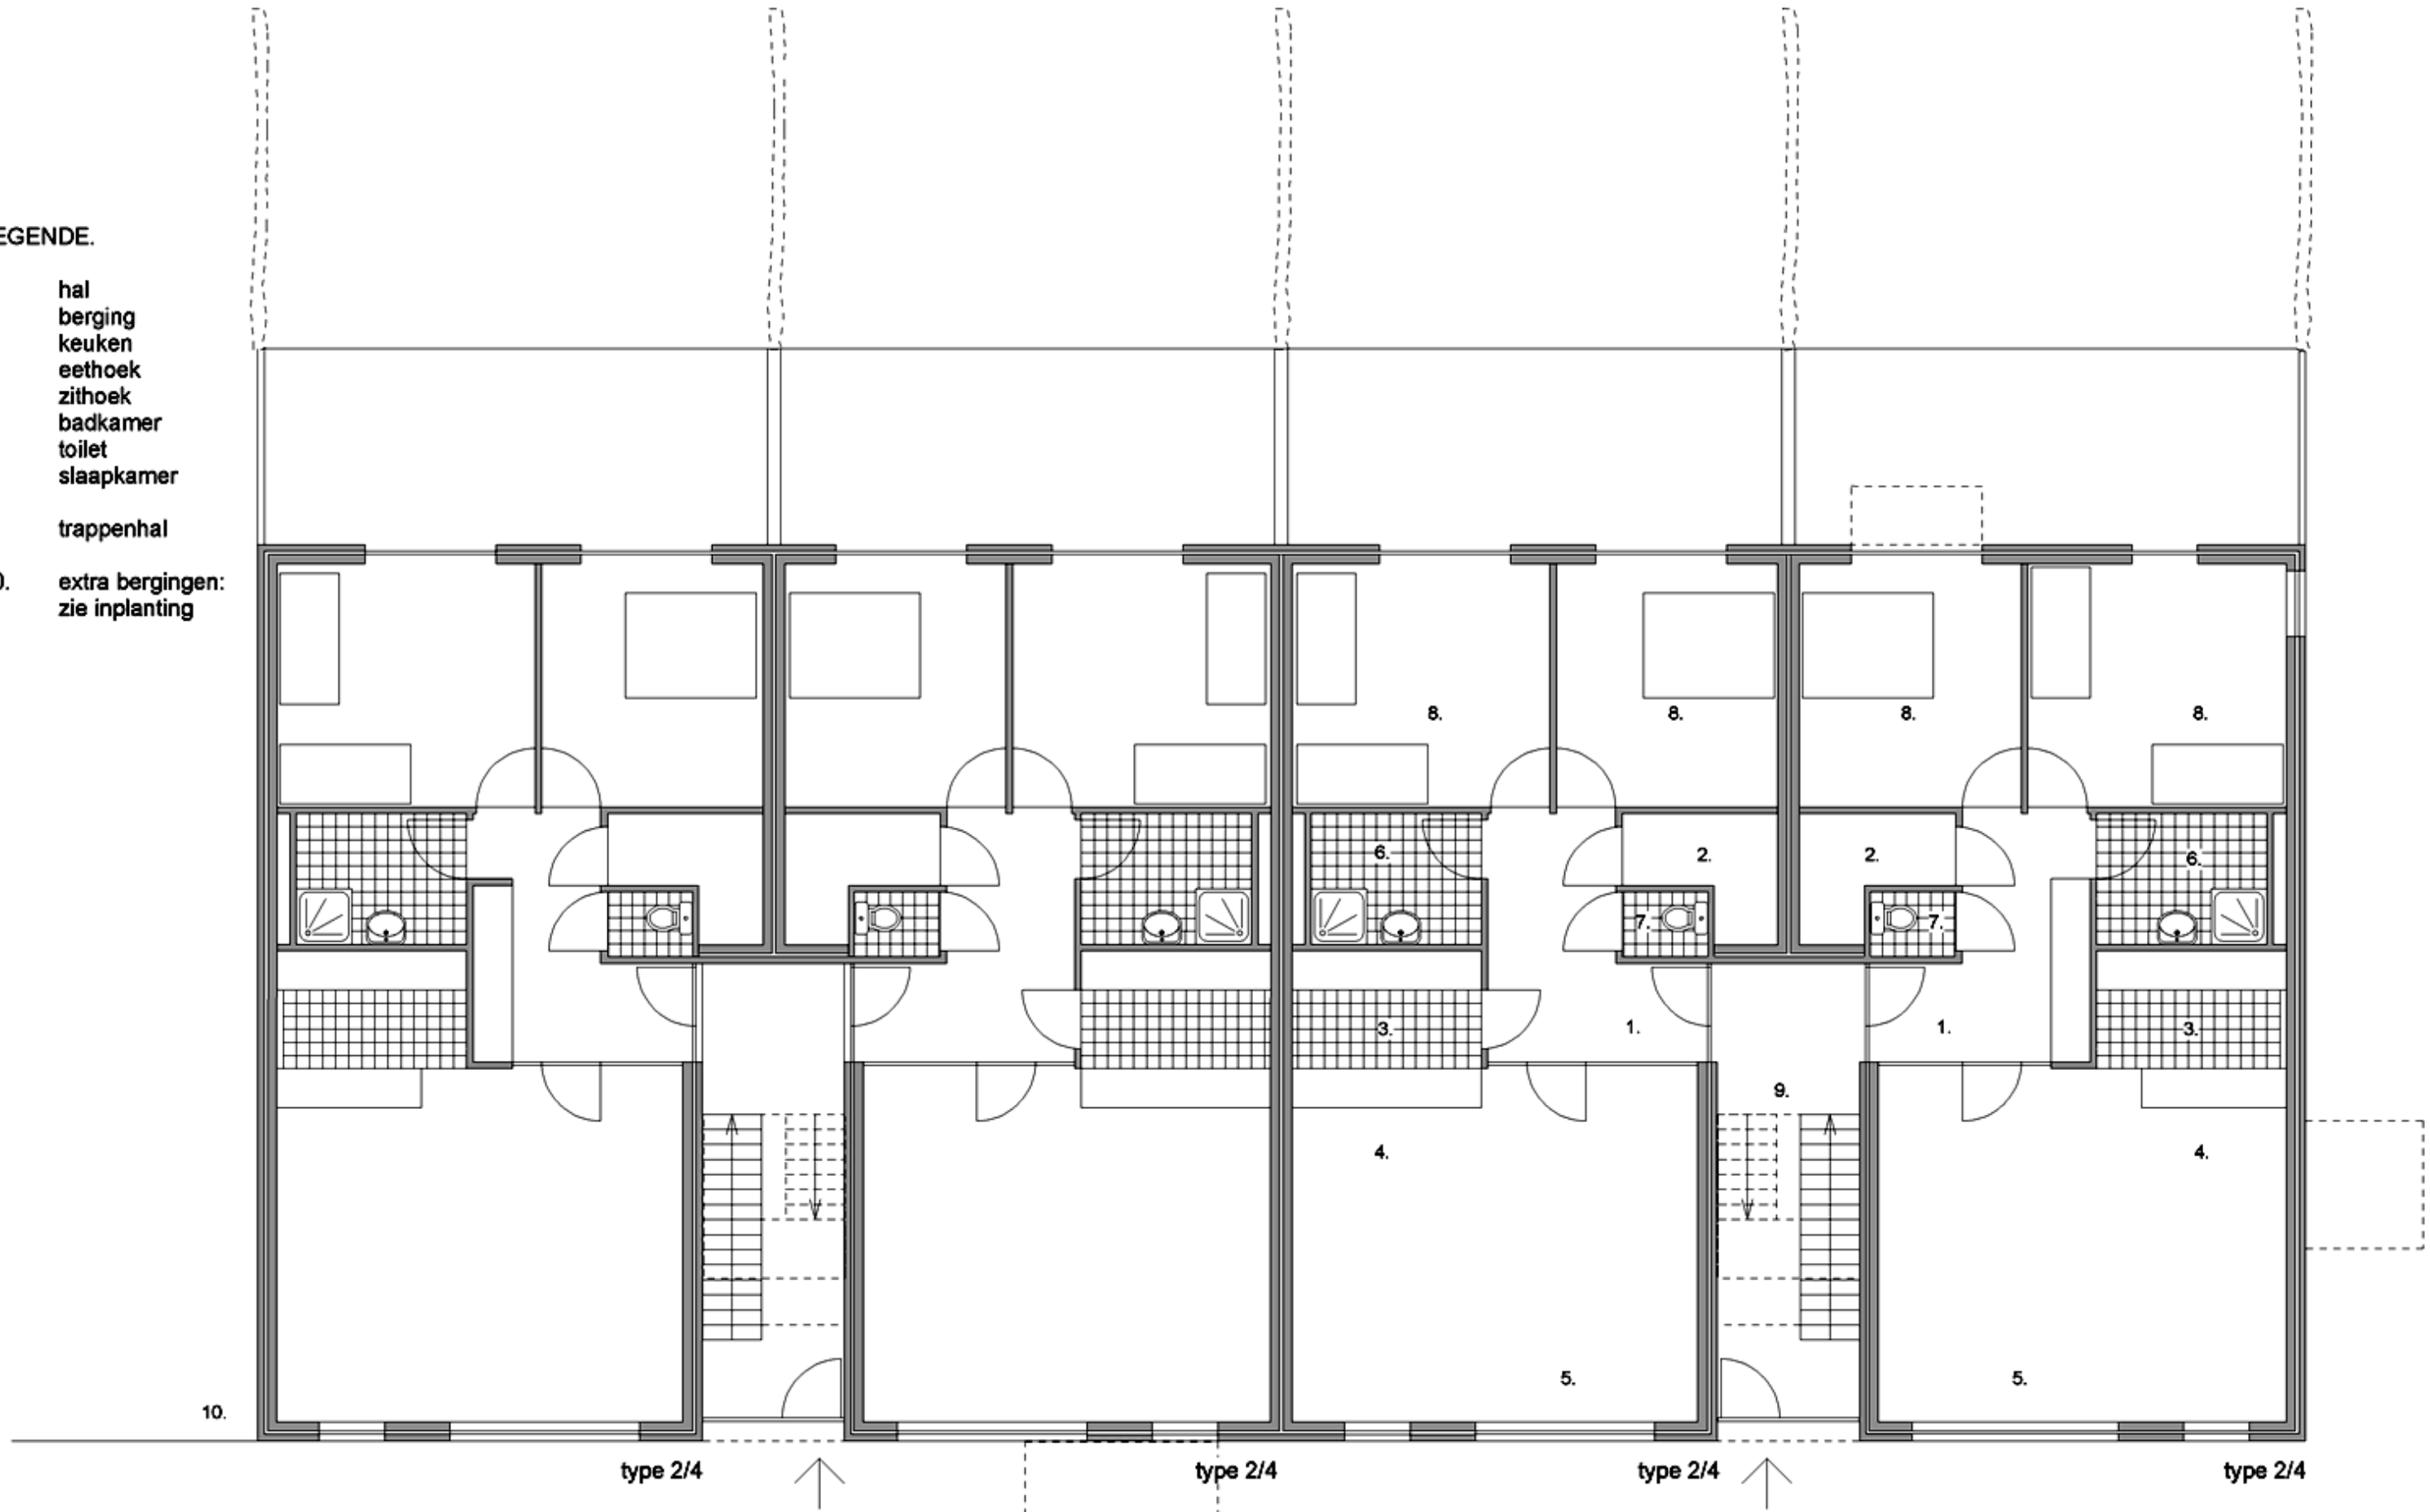 EGENDE.
hal
berging
keuken
eethoek
zithoek
badkamer
toilet
slaapkamer
trappenhal
0. extra bergingen:
zie inplanting
8. 8. 8. 8.
6. 2. 2. 6.
7. 7.
3. 1. 1. 3.
9.
4. 4.
5. 5.
10.
type 2/4 type 2/4 type 2/4 type 2/4